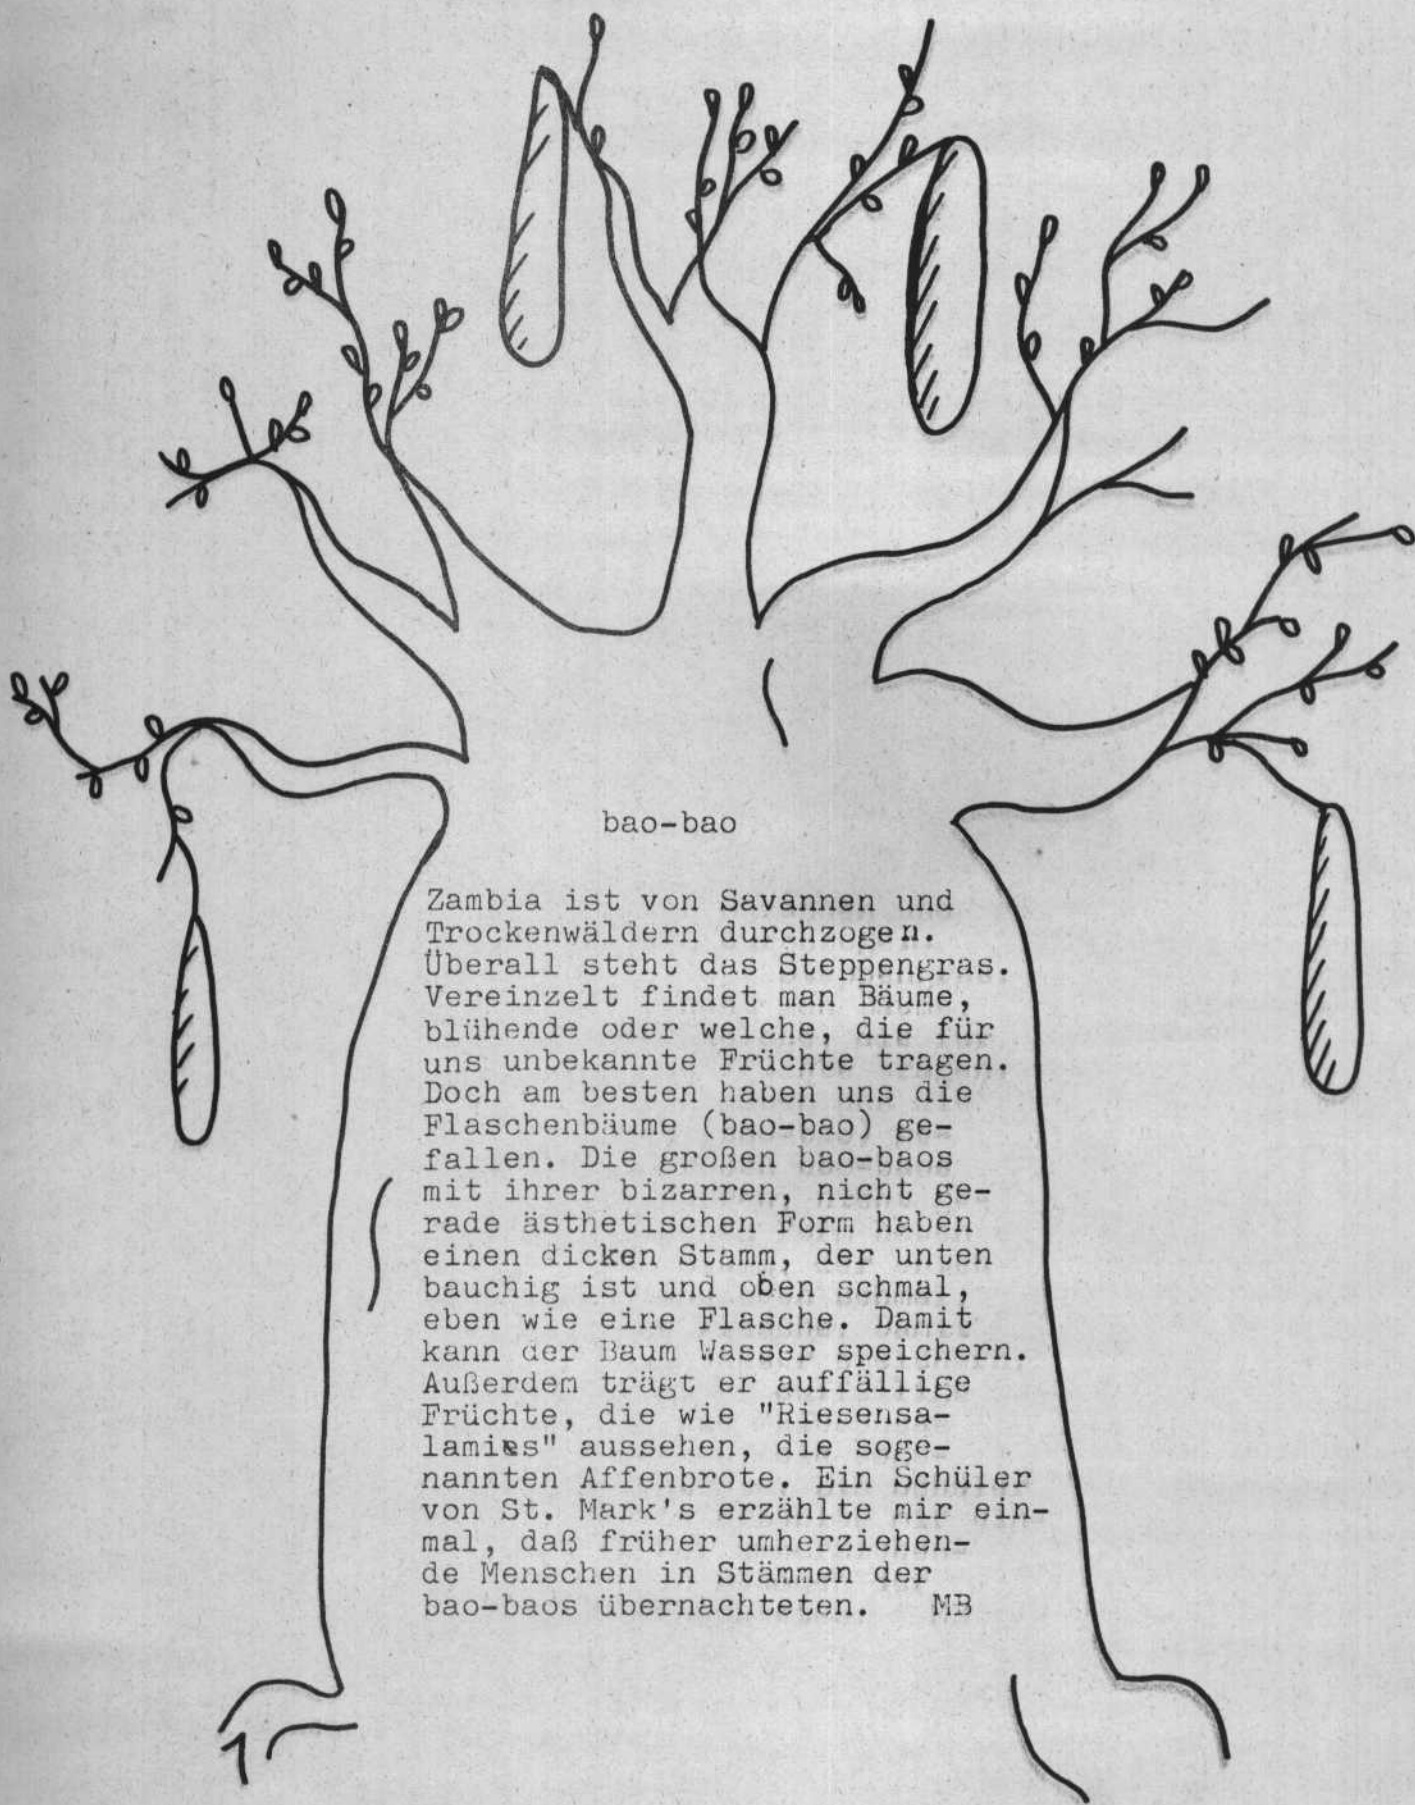 bao-bao
Zambia ist von Savannen und
Trockenwäldern durchzogen.
Überall steht das Steppengras.
Vereinzelt findet man Bäume,
blühende oder welche, die für
uns unbekannte Früchte tragen.
Doch am besten haben uns die
Flaschenbäume (bao-bao) ge-
fallen. Die großen bao-baos
mit ihrer bizarren, nicht ge-
rade ästhetischen Form haben
einen dicken Stamm, der unten
bauchig ist und oben schmal,
eben wie eine Flasche. Damit
kann der Baum Wasser speichern.
Außerdem trägt er auffällige
Früchte, die wie "Riesensa-
lamies" aussehen, die soge-
nannten Affenbrote. Ein Schüler
von St. Mark's erzählte mir ein-
mal, daß früher umherziehen-
de Menschen in Stämmen der
bao-baos übernachteten. MB